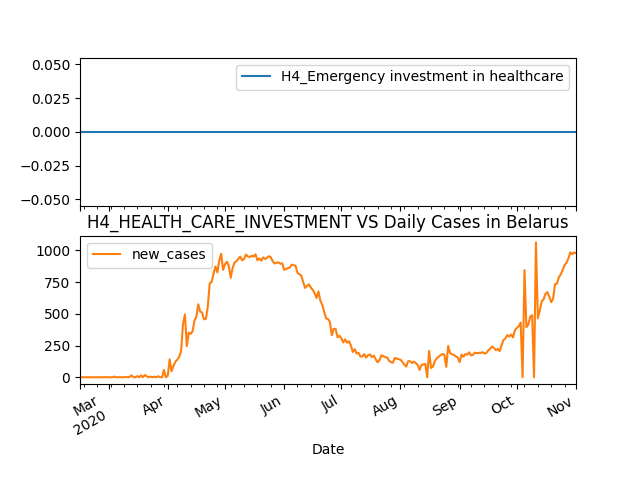 0.050
0.025
0.000
−0.025
−0.050
H4_Emergency investment in healthcare
H4_HEALTH_CARE_INVESTMENT VS Daily Cases in Belarus
1000
750
500
250
0
new_cases
Mar
2020
Apr
May
Jun
Jul
Aug
Sep
Oct
Nov
Date